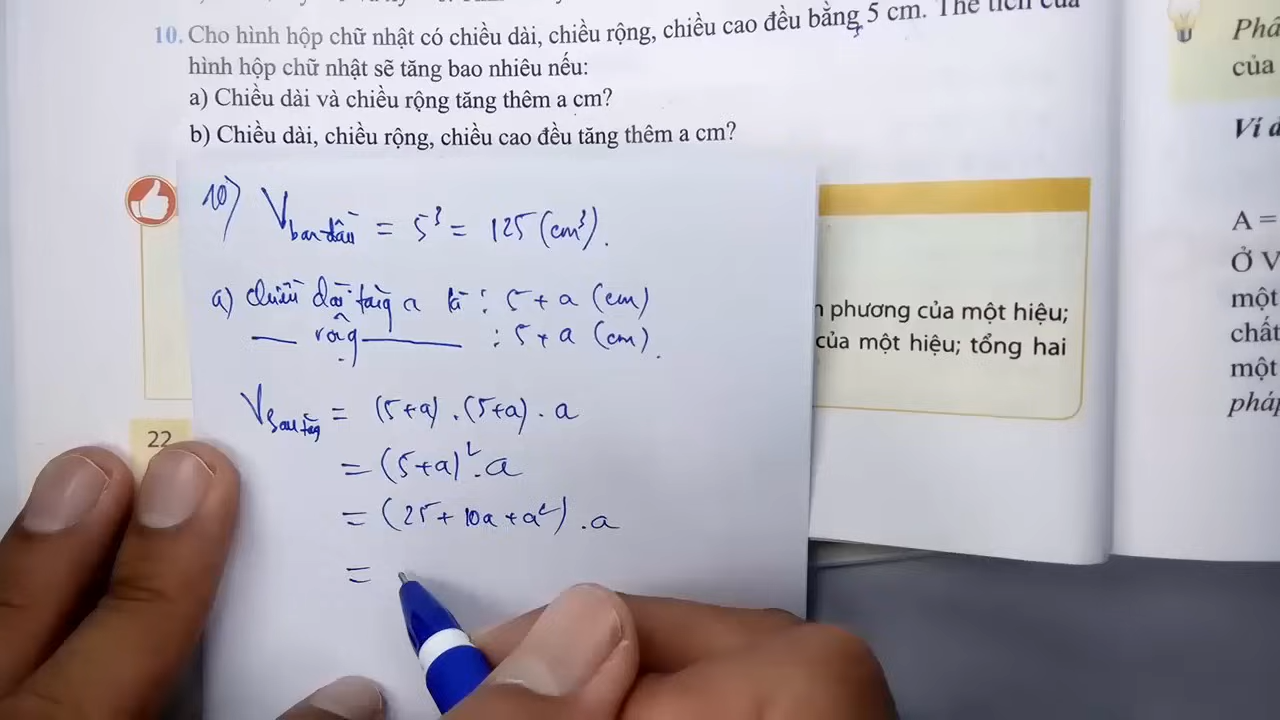 10. Cho hình hộp chữ nhật có chiều dài, chiều rộng, chiều cao đều bằng 5 cm. Thể tích của
hình hộp chữ nhật sẽ tăng bao nhiêu nếu:
a) Chiều dài và chiều rộng tăng thêm a cm?
b) Chiều dài, chiều rộng, chiều cao đều tăng thêm a cm?
10) V ban đầu = 5³ = 125 (cm³).
a) chiều dài tăng a là : 5 + a (cm)
— rộng — : 5 + a (cm).
V sau tăng = (5+a) . (5+a) . a
= (5+a)² . a
= (25 + 10a + a²) . a
=
phương của một hiệu;
của một hiệu; tổng hai
22
Phá
của
Ví d
A =
Ở V
một
chất
một
pháp